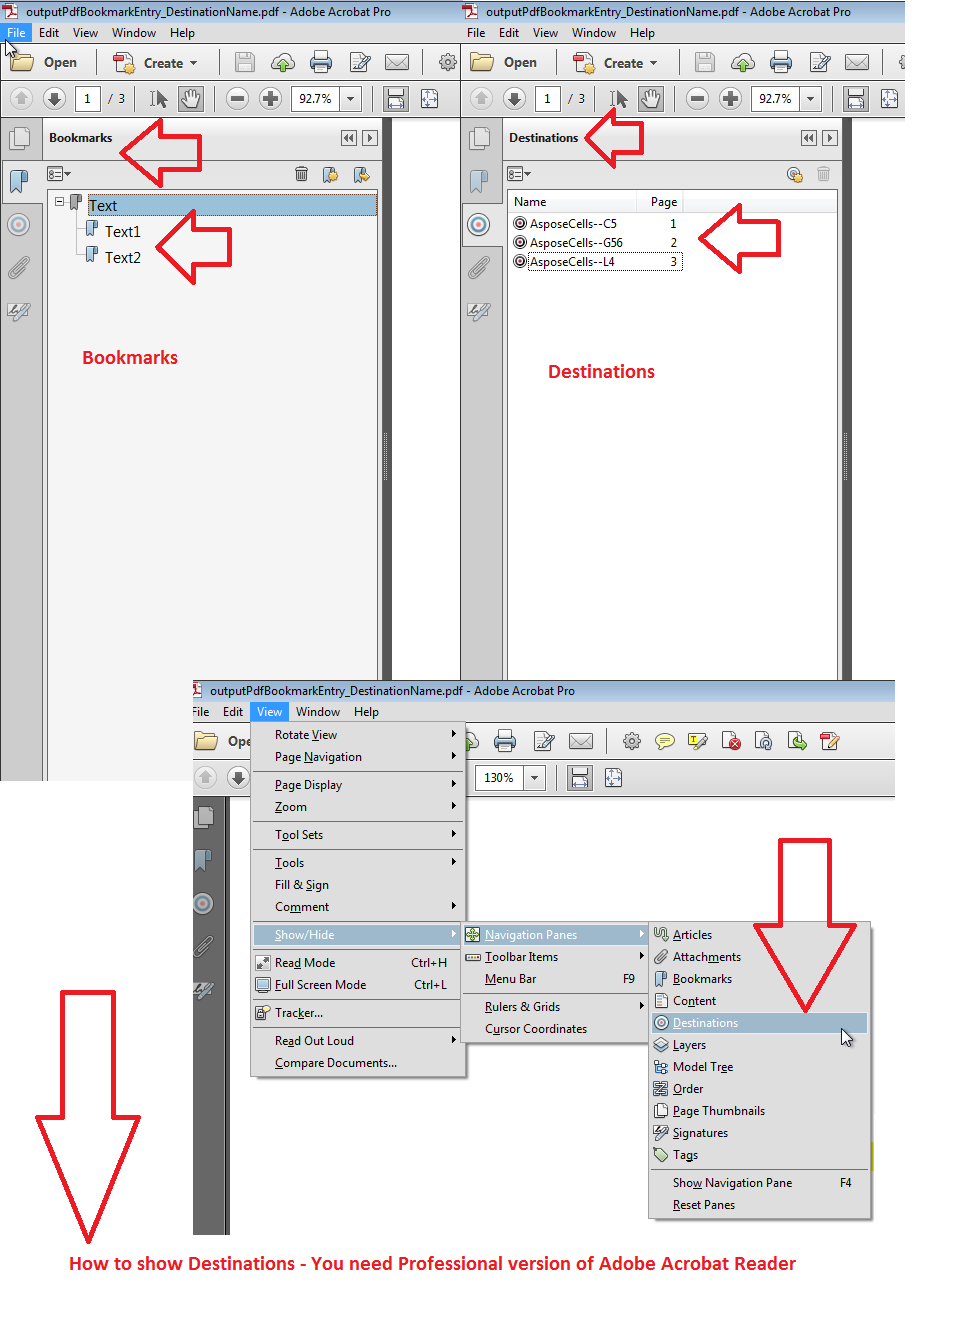 outputPdfBookmarkEntry_DestinationName.pdf - Adobe Acrobat Pro
File Edit View Window Help
Open Create
1 / 3 92.7%
Bookmarks
Text
Text1
Text2
Bookmarks
outputPdfBookmarkEntry_DestinationName.pdf - Adobe Acrobat Pro
File Edit View Window Help
Open Create
1 / 3 92.7%
Destinations
Name Page
AsposeCells--C5 1
AsposeCells--G56 2
AsposeCells--L4 3
Destinations
outputPdfBookmarkEntry_DestinationName.pdf - Adobe Acrobat Pro
File Edit View Window Help
Ope
130%
Rotate View
Page Navigation
Page Display
Zoom
Tool Sets
Tools
Fill & Sign
Comment
Show/Hide
Read Mode Ctrl+H
Full Screen Mode Ctrl+L
Tracker...
Read Out Loud
Compare Documents...
Navigation Panes
Toolbar Items
Menu Bar F9
Rulers & Grids
Cursor Coordinates
Articles
Attachments
Bookmarks
Content
Destinations
Layers
Model Tree
Order
Page Thumbnails
Signatures
Tags
Show Navigation Pane F4
Reset Panes
How to show Destinations - You need Professional version of Adobe Acrobat Reader